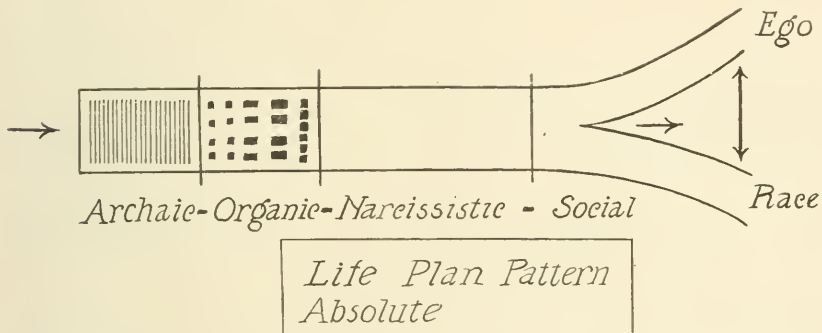 Ego
Archaic-Organic-Narcissistic - Social
Race
Life Plan Pattern
Absolute